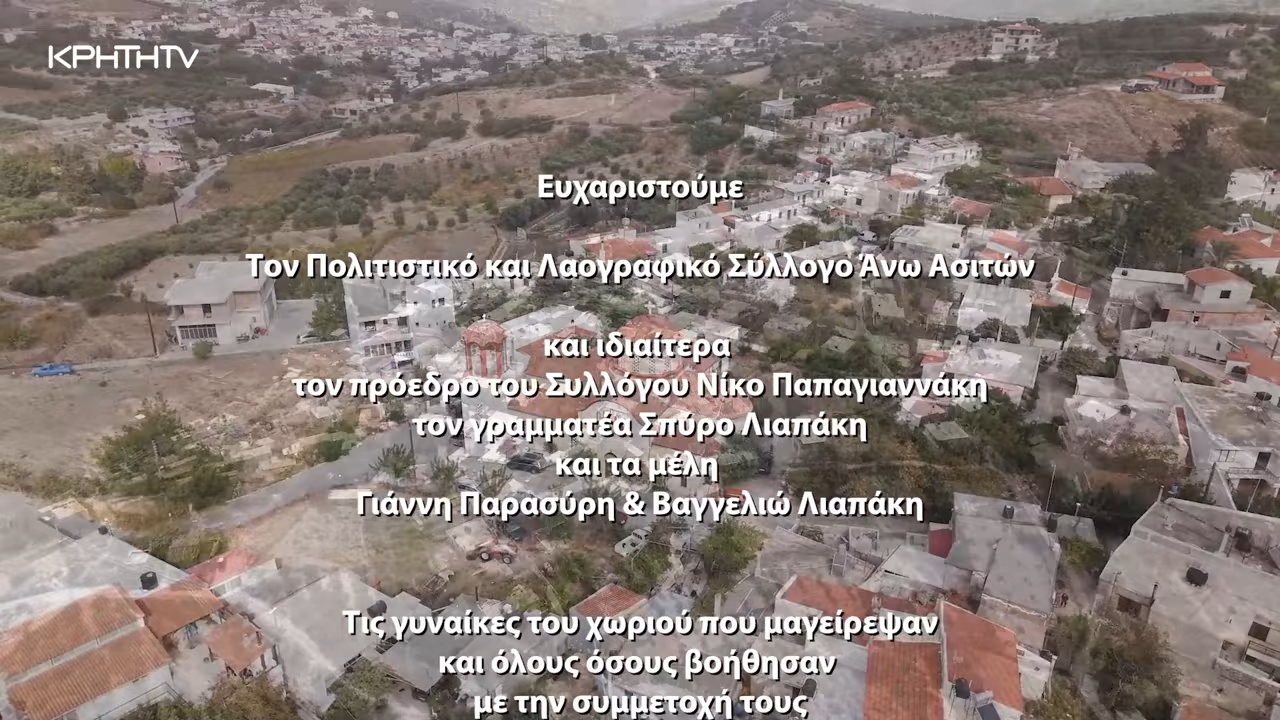 ΚΡΗΤΗTV
Ευχαριστούμε
Τον Πολιτιστικό και Λαογραφικό Σύλλογο Άνω Ασιτών
και ιδιαίτερα
τον πρόεδρο του Συλλόγου Νίκο Παπαγιαννάκη
τον γραμματέα Σπύρο Λιαπάκη
και τα μέλη
Γιάννη Παρασύρη & Βαγγελιώ Λιαπάκη
Τις γυναίκες του χωριού που μαγείρεψαν
και όλους όσους βοήθησαν
με την συμμετοχή τους